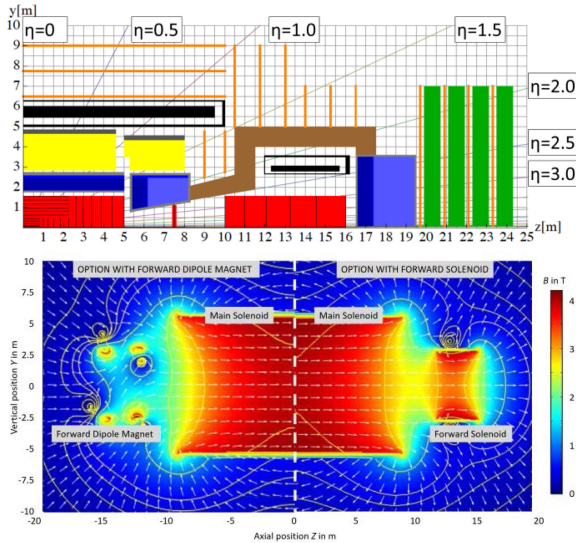 y[m]
η=0 η=0.5 η=1.0 η=1.5
10
9
8
7
6
5
4
3
2
1
η=2.0
η=2.5
η=3.0
z[m]
1 2 3 4 5 6 7 8 9 10 11 12 13 14 15 16 17 18 19 20 21 22 23 24 25
OPTION WITH FORWARD DIPOLE MAGNET OPTION WITH FORWARD SOLENOID
Main Solenoid Main Solenoid
Forward Dipole Magnet Forward Solenoid
Vertical position Y in m
10
7.5
5
2.5
0
-2.5
-5
-7.5
-10
-20 -15 -10 -5 0 5 10 15 20
Axial position Z in m
B in T
4
3
2
1
0